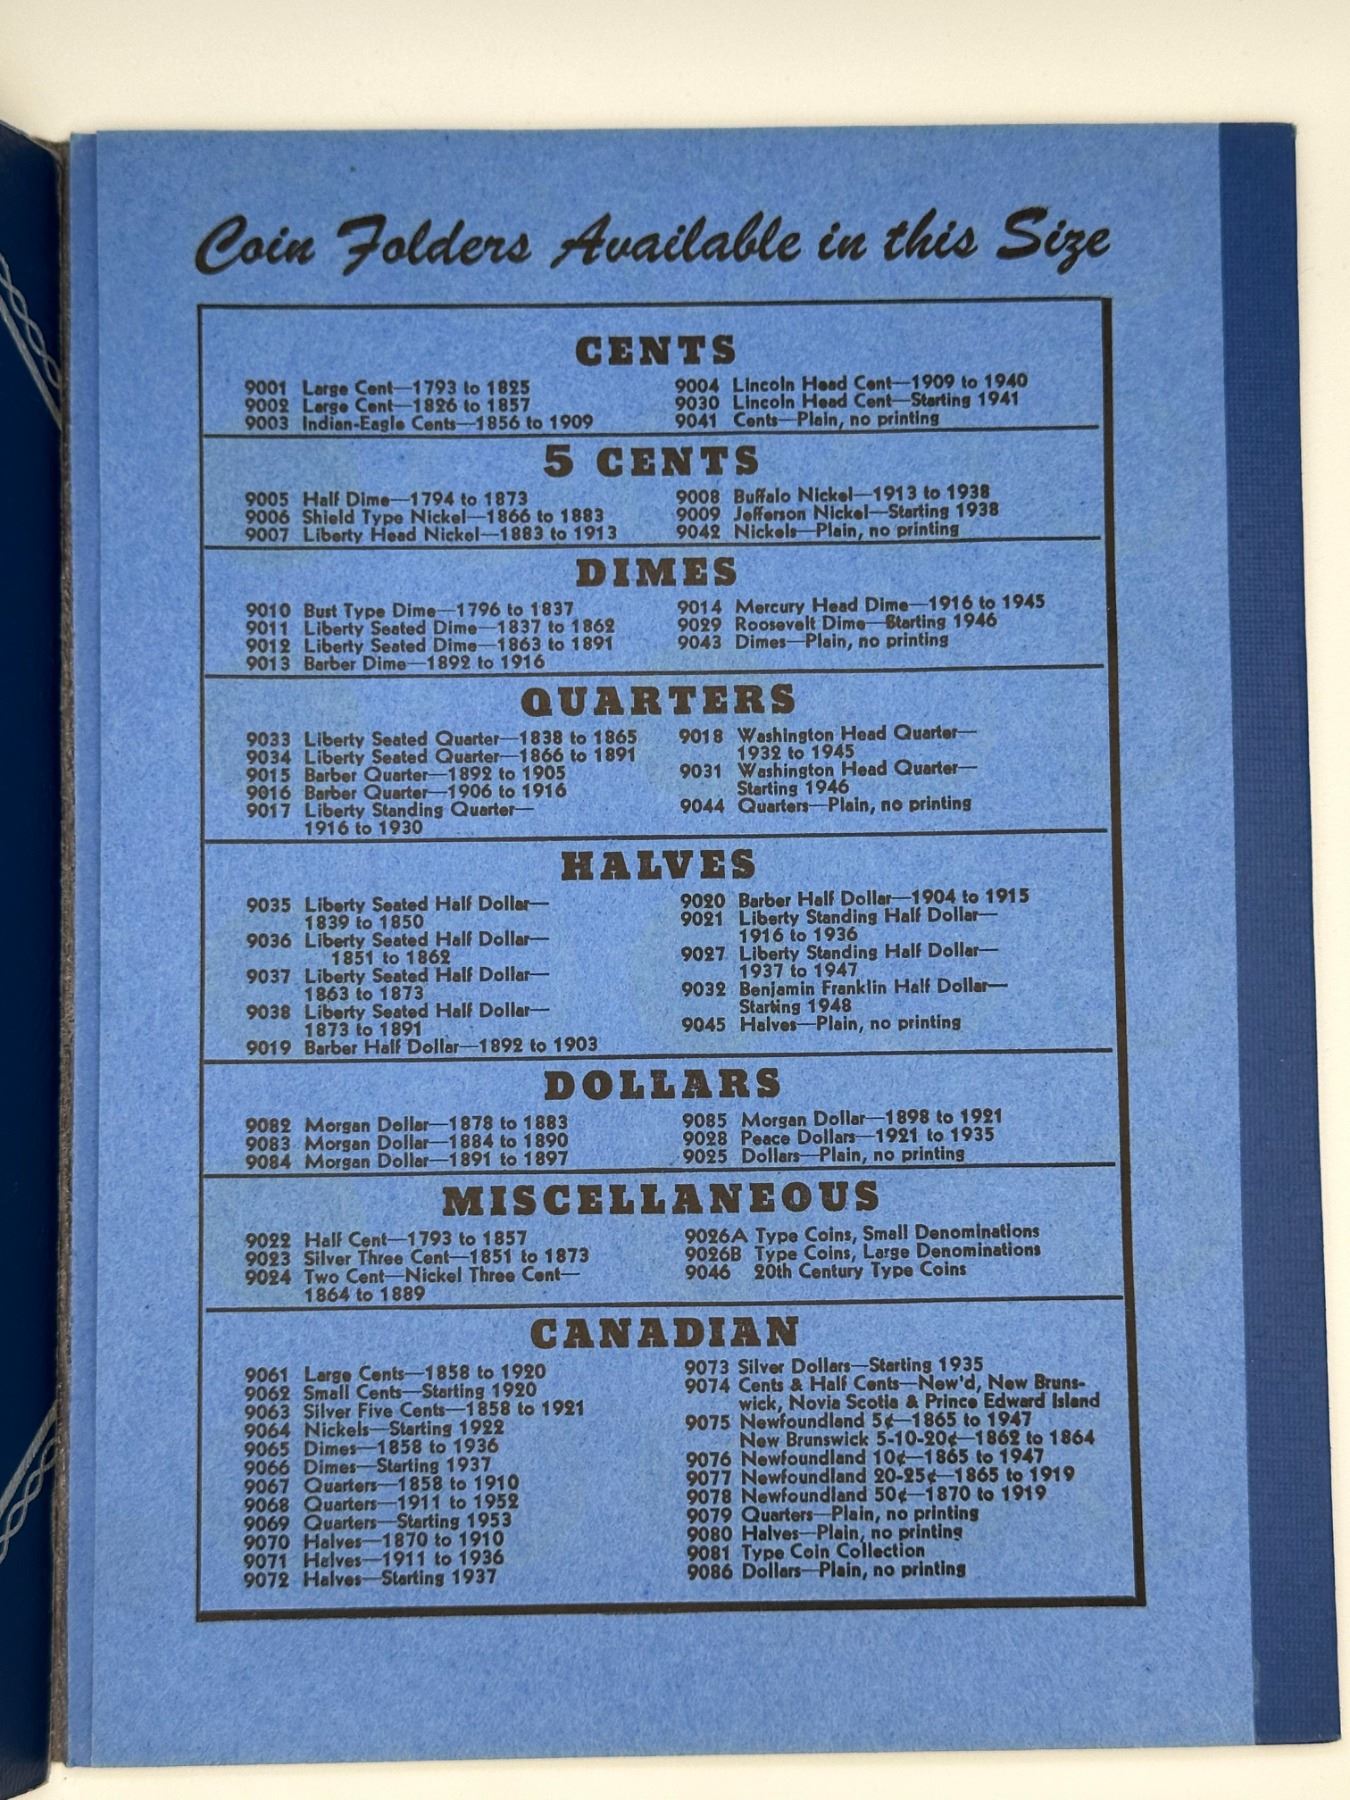 Coin Folders Available in this Size
CENTS
9001 Large Cent—1793 to 1825
9002 Large Cent—1826 to 1857
9003 Indian-Eagle Cents—1856 to 1909
9004 Lincoln Head Cent—1909 to 1940
9030 Lincoln Head Cent—Starting 1941
9041 Cents—Plain, no printing
5 CENTS
9005 Half Dime—1794 to 1873
9006 Shield Type Nickel—1866 to 1883
9007 Liberty Head Nickel—1883 to 1913
9008 Buffalo Nickel—1913 to 1938
9009 Jefferson Nickel—Starting 1938
9042 Nickels—Plain, no printing
DIMES
9010 Bust Type Dime—1796 to 1837
9011 Liberty Seated Dime—1837 to 1862
9012 Liberty Seated Dime—1863 to 1891
9013 Barber Dime—1892 to 1916
9014 Mercury Head Dime—1916 to 1945
9029 Roosevelt Dime—Starting 1946
9043 Dimes—Plain, no printing
QUARTERS
9033 Liberty Seated Quarter—1838 to 1865
9034 Liberty Seated Quarter—1866 to 1891
9015 Barber Quarter—1892 to 1905
9016 Barber Quarter—1906 to 1916
9017 Liberty Standing Quarter—
1916 to 1930
9018 Washington Head Quarter—
1932 to 1945
9031 Washington Head Quarter—
Starting 1946
9044 Quarters—Plain, no printing
HALVES
9035 Liberty Seated Half Dollar—
1839 to 1850
9036 Liberty Seated Half Dollar—
1851 to 1862
9037 Liberty Seated Half Dollar—
1863 to 1873
9038 Liberty Seated Half Dollar—
1873 to 1891
9019 Barber Half Dollar—1892 to 1903
9020 Barber Half Dollar—1904 to 1915
9021 Liberty Standing Half Dollar—
1916 to 1936
9027 Liberty Standing Half Dollar—
1937 to 1947
9032 Benjamin Franklin Half Dollar—
Starting 1948
9045 Halves—Plain, no printing
DOLLARS
9082 Morgan Dollar—1878 to 1883
9083 Morgan Dollar—1884 to 1890
9084 Morgan Dollar—1891 to 1897
9085 Morgan Dollar—1898 to 1921
9028 Peace Dollars—1921 to 1935
9025 Dollars—Plain, no printing
MISCELLANEOUS
9022 Half Cent—1793 to 1857
9023 Silver Three Cent—1851 to 1873
9024 Two Cent—Nickel Three Cent—
1864 to 1889
9026A Type Coins, Small Denominations
9026B Type Coins, Large Denominations
9046 20th Century Type Coins
CANADIAN
9061 Large Cents—1858 to 1920
9062 Small Cents—Starting 1920
9063 Silver Five Cents—1858 to 1921
9064 Nickels—Starting 1922
9065 Dimes—1858 to 1936
9066 Dimes—Starting 1937
9067 Quarters—1858 to 1910
9068 Quarters—1911 to 1952
9069 Quarters—Starting 1953
9070 Halves—1870 to 1910
9071 Halves—1911 to 1936
9072 Halves—Starting 1937
9073 Silver Dollars—Starting 1935
9074 Cents & Half Cents—New'd, New Bruns-
wick, Novia Scotia & Prince Edward Island
9075 Newfoundland 5¢—1865 to 1947
New Brunswick 5-10-20¢—1862 to 1864
9076 Newfoundland 10¢—1865 to 1947
9077 Newfoundland 20-25¢—1865 to 1919
9078 Newfoundland 50¢—1870 to 1919
9079 Quarters—Plain, no printing
9080 Halves—Plain, no printing
9081 Type Coin Collection
9086 Dollars—Plain, no printing